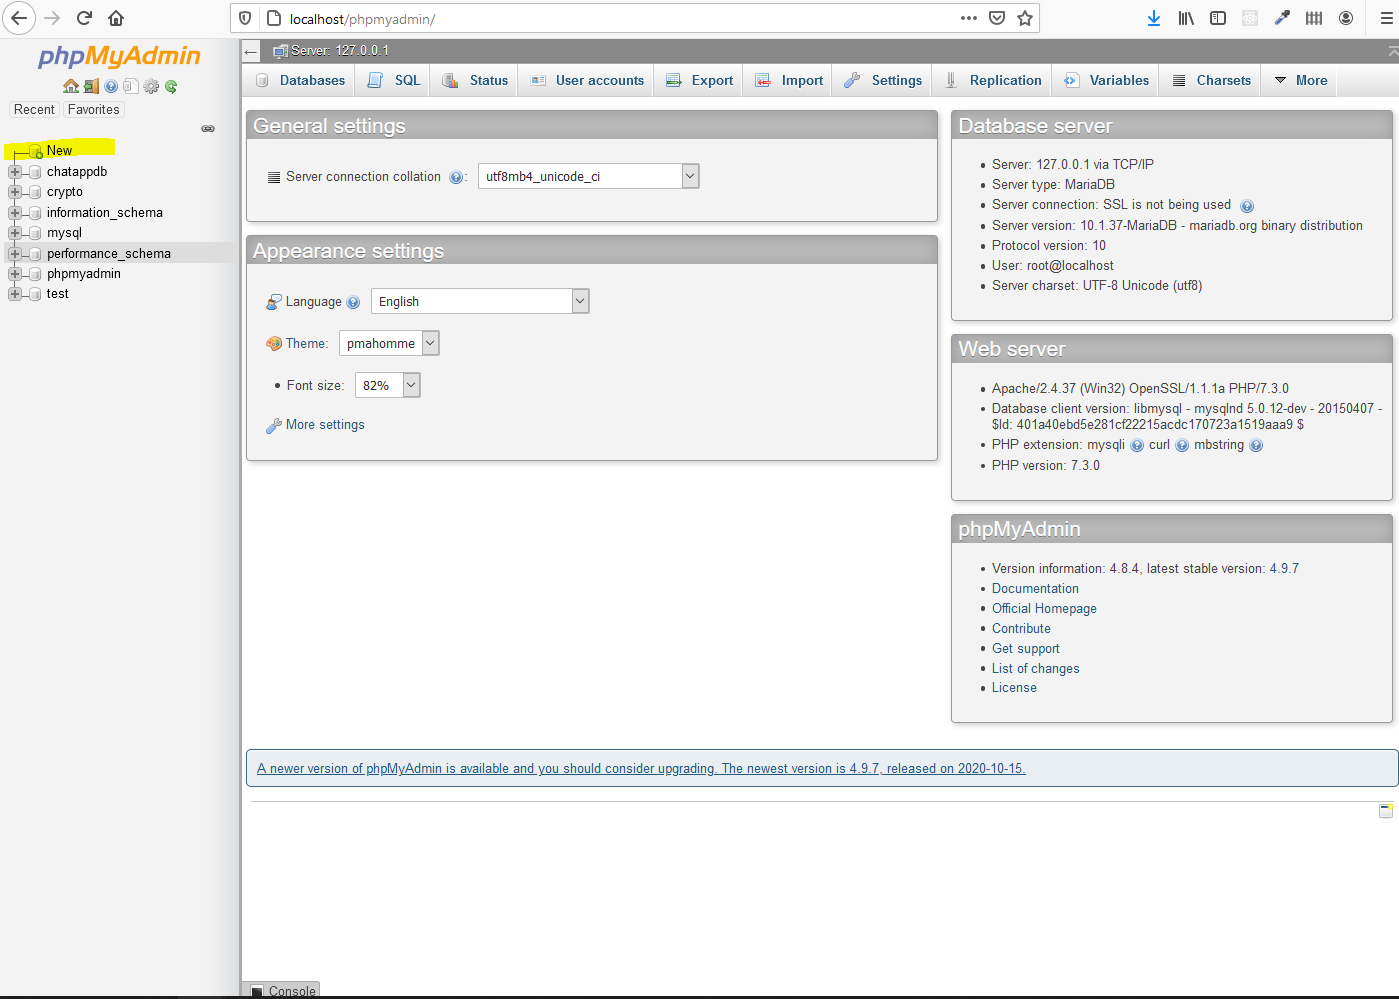 localhost/phpmyadmin/
phpMyAdmin
Recent Favorites
New
chatappdb
crypto
information_schema
mysql
performance_schema
phpmyadmin
test
Server: 127.0.0.1
Databases SQL Status User accounts Export Import Settings Replication Variables Charsets More
General settings
Server connection collation : utf8mb4_unicode_ci
Appearance settings
Language English
Theme: pmahomme
Font size: 82%
More settings
Database server
Server: 127.0.0.1 via TCP/IP
Server type: MariaDB
Server connection: SSL is not being used
Server version: 10.1.37-MariaDB - mariadb.org binary distribution
Protocol version: 10
User: root@localhost
Server charset: UTF-8 Unicode (utf8)
Web server
Apache/2.4.37 (Win32) OpenSSL/1.1.1a PHP/7.3.0
Database client version: libmysql - mysqlnd 5.0.12-dev - 20150407 -
$Id: 401a40ebd5e281cf22215acdc170723a1519aaa9 $
PHP extension: mysqli curl mbstring
PHP version: 7.3.0
phpMyAdmin
Version information: 4.8.4, latest stable version: 4.9.7
Documentation
Official Homepage
Contribute
Get support
List of changes
License
A newer version of phpMyAdmin is available and you should consider upgrading. The newest version is 4.9.7, released on 2020-10-15.
Console